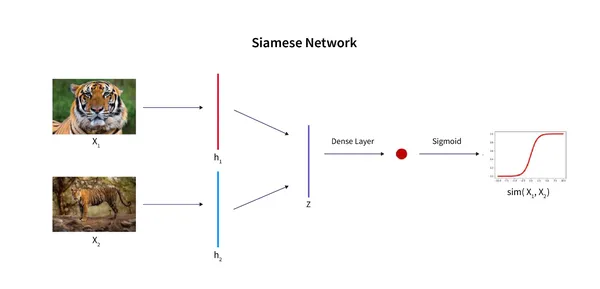 Siamese Network
X1
h1
Dense Layer
Sigmoid
Z
sim( X1, X2)
X2
h2